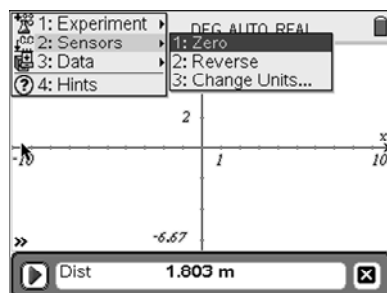 1: Experiment
2: Sensors
3: Data
4: Hints
DEG AUTO REAL
1: Zero
2: Reverse
3: Change Units...
2
x
-10
1
10
-6.67
Dist 1.803 m